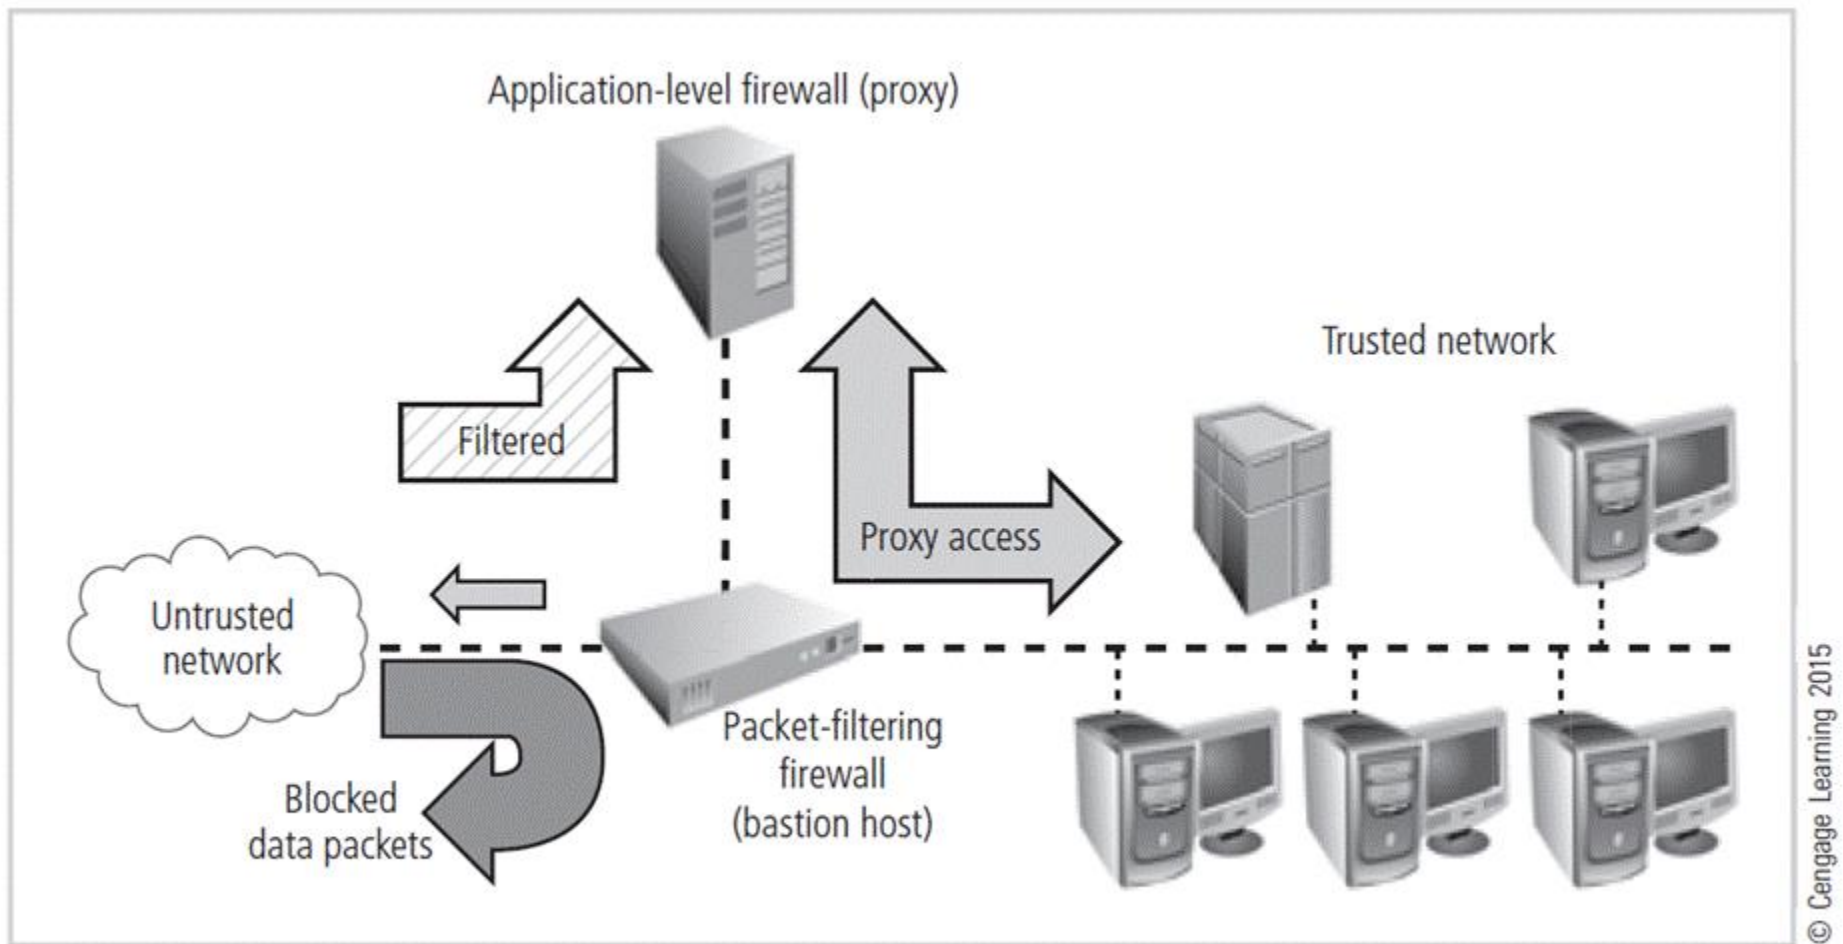 Application-level firewall (proxy)
Trusted network
Filtered
Proxy access
Untrusted
network
Packet-filtering
firewall
(bastion host)
Blocked
data packets
© Cengage Learning 2015